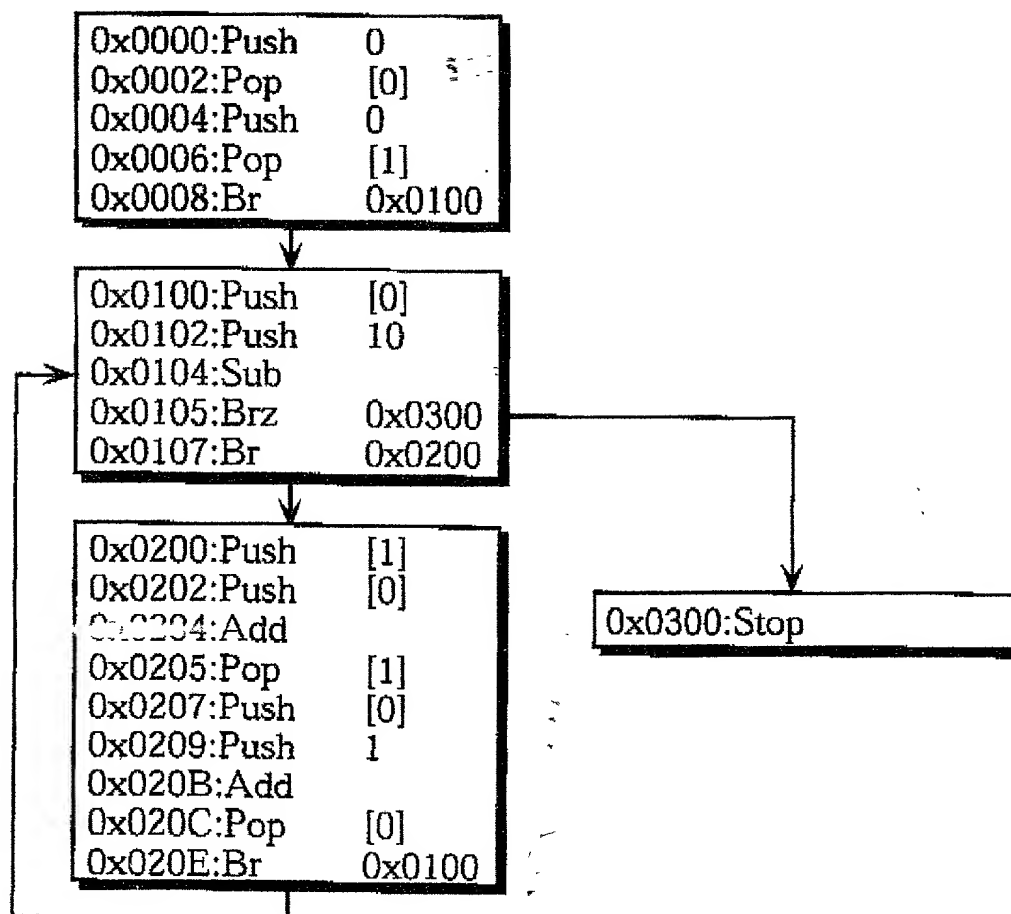 0x0000:Push 0
0x0002:Pop [0]
0x0004:Push 0
0x0006:Pop [1]
0x0008:Br 0x0100
0x0100:Push [0]
0x0102:Push 10
0x0104:Sub
0x0105:Brz 0x0300
0x0107:Br 0x0200
0x0200:Push [1]
0x0202:Push [0]
0x0204:Add
0x0205:Pop [1]
0x0207:Push [0]
0x0209:Push 1
0x020B:Add
0x020C:Pop [0]
0x020E:Br 0x0100
0x0300:Stop